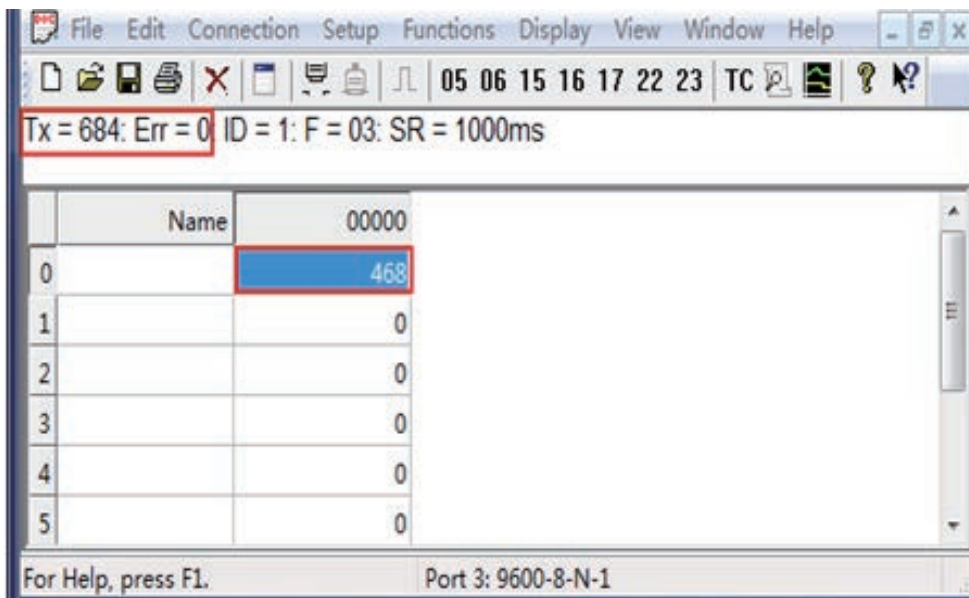 File Edit Connection Setup Functions Display View Window Help
05 06 15 16 17 22 23 TC
Tx = 684: Err = 0: ID = 1: F = 03: SR = 1000ms
Name 00000
0 468
1 0
2 0
3 0
4 0
5 0
For Help, press F1. Port 3: 9600-8-N-1